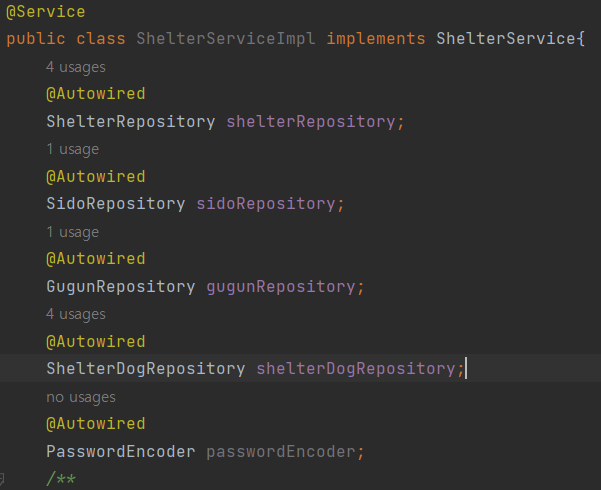 @Service
public class ShelterServiceImpl implements ShelterService{
4 usages
@Autowired
ShelterRepository shelterRepository;
1 usage
@Autowired
SidoRepository sidoRepository;
1 usage
@Autowired
GugunRepository gugunRepository;
4 usages
@Autowired
ShelterDogRepository shelterDogRepository;
no usages
@Autowired
PasswordEncoder passwordEncoder;
/**